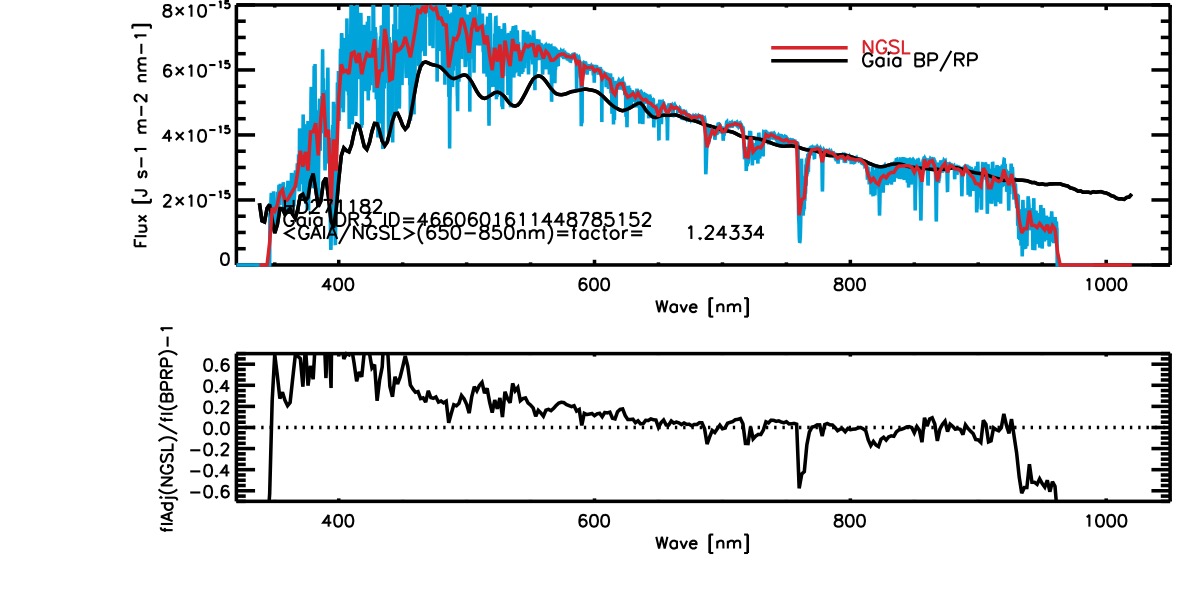 8×10⁻¹⁵
6×10⁻¹⁵
4×10⁻¹⁵
2×10⁻¹⁵
0
Flux [J s−1 m−2 nm−1]
NGSL
Gaia BP/RP
271182
Gaia DR3 ID=4660601611448785152
<GAIA/NGSL>(650−850nm)=factor= 1.24334
400 600 800 1000
Wave [nm]
flAdj(NGSL)/fl(BPRP)−1
0.6
0.4
0.2
0.0
−0.2
−0.4
−0.6
400 600 800 1000
Wave [nm]